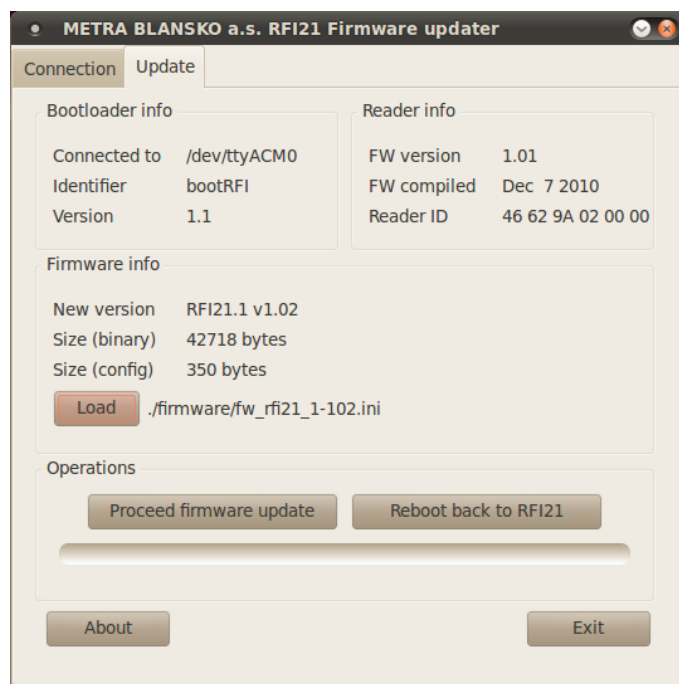 METRA BLANSKO a.s. RFI21 Firmware updater
Connection Update
Bootloader info
Connected to /dev/ttyACM0
Identifier bootRFI
Version 1.1
Reader info
FW version 1.01
FW compiled Dec 7 2010
Reader ID 46 62 9A 02 00 00
Firmware info
New version RFI21.1 v1.02
Size (binary) 42718 bytes
Size (config) 350 bytes
Load ./firmware/fw_rfi21_1-102.ini
Operations
Proceed firmware update Reboot back to RFI21
About Exit